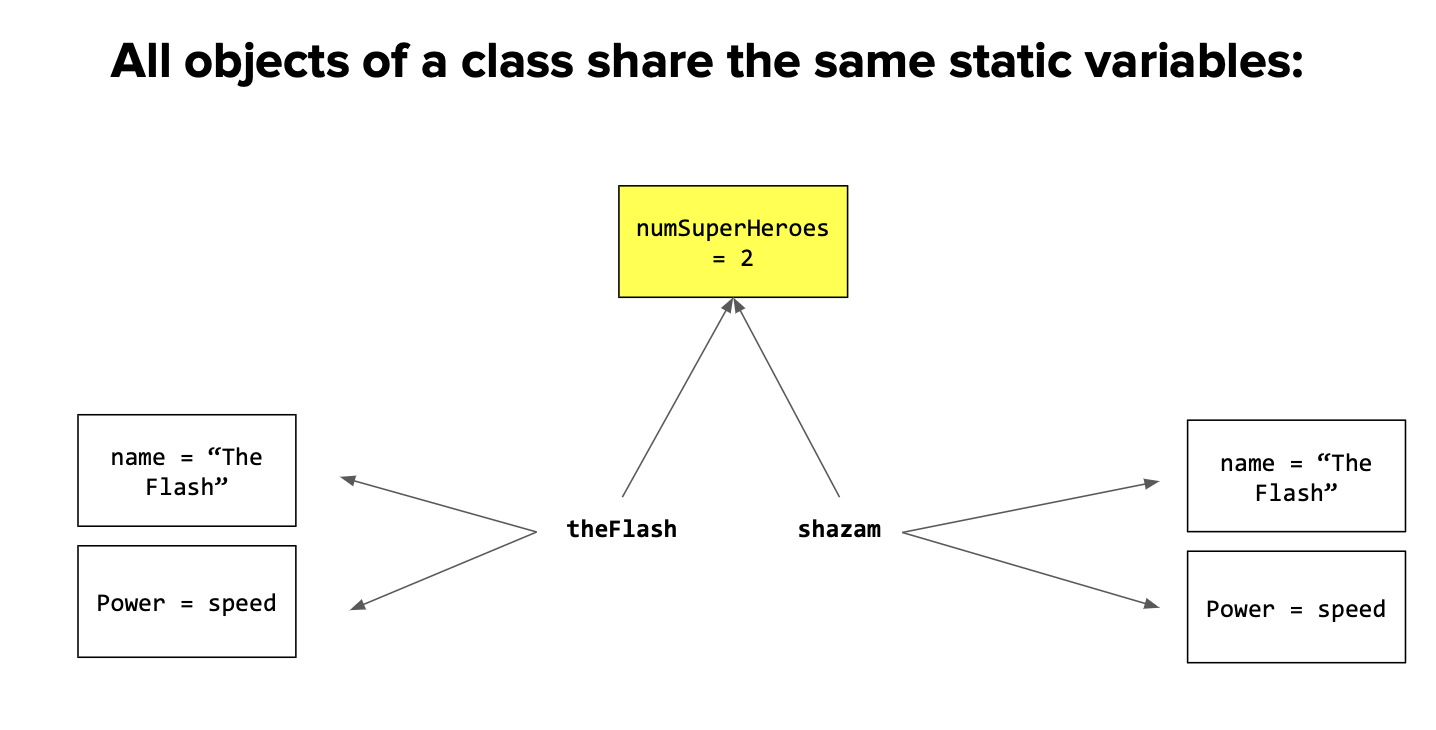 All objects of a class share the same static variables:
numSuperHeroes
= 2
name = “The
Flash”
Power = speed
theFlash
shazam
name = “The
Flash”
Power = speed